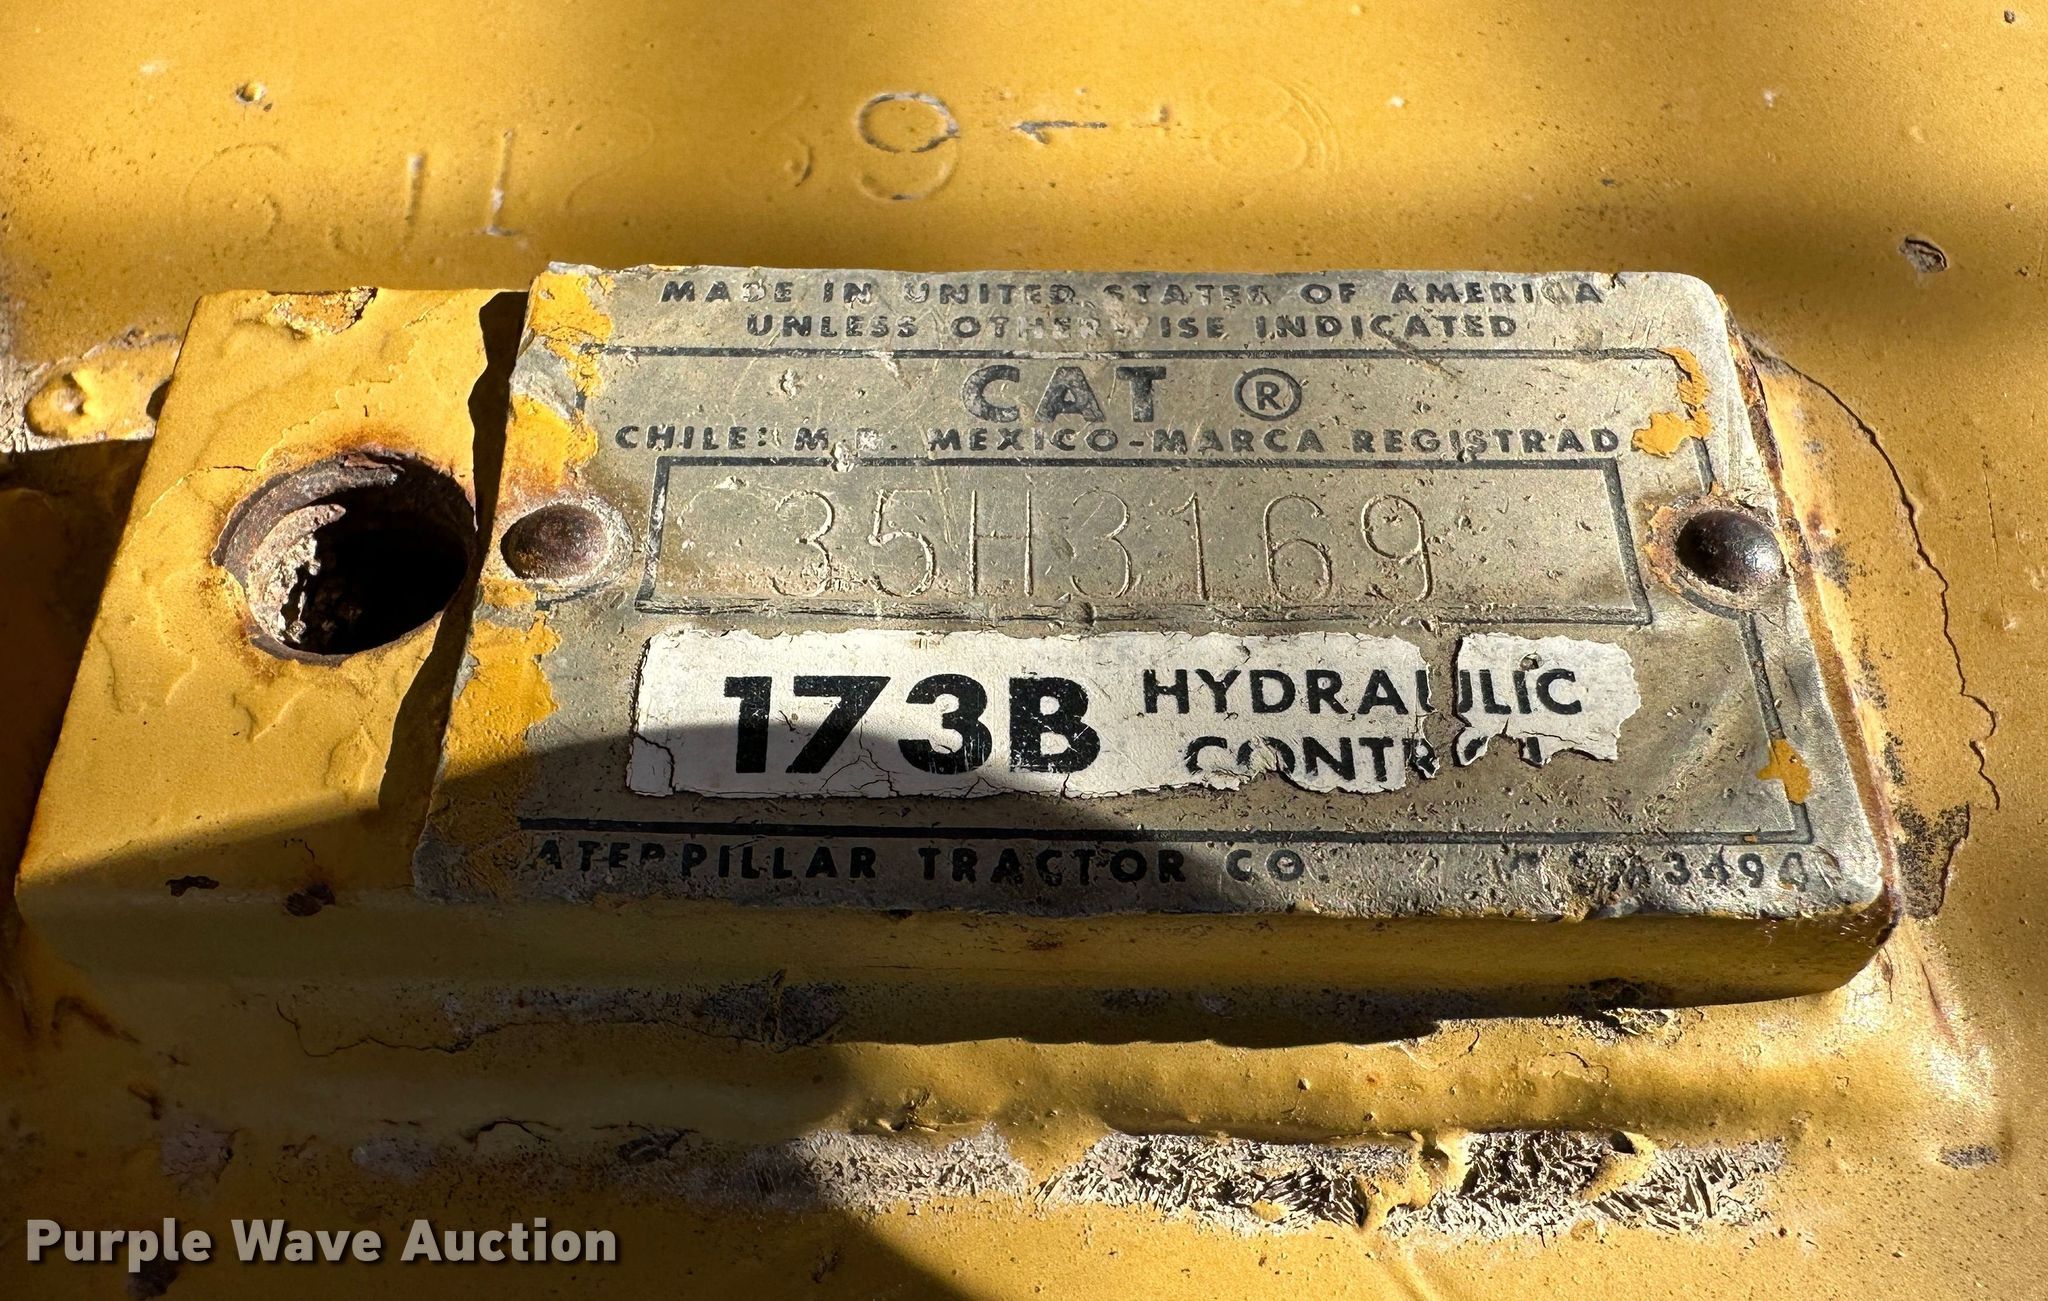 MADE IN UNITED STATES OF AMERICA
UNLESS OTHERWISE INDICATED
CAT ®
CHILE: M.R. MEXICO-MARCA REGISTRAD
35H3169
173B HYDRAULIC
CONTROL
ATERPILLAR TRACTOR CO.
Purple Wave Auction